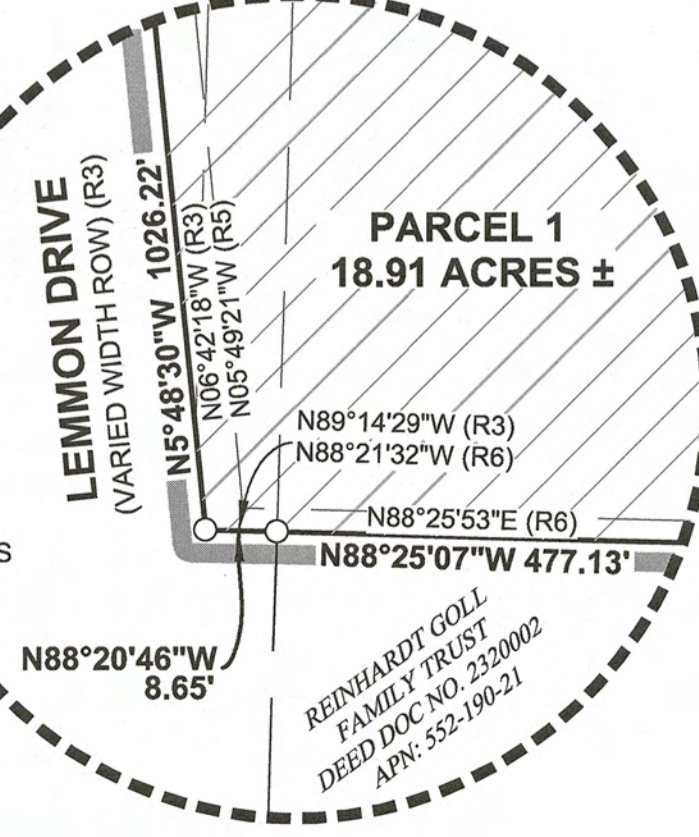 LEMMON DRIVE
(VARIED WIDTH ROW) (R3)
N5°48'30"W 1026.22'
N06°42'18"W (R3)
N05°49'21"W (R5)
PARCEL 1
18.91 ACRES ±
N89°14'29"W (R3)
N88°21'32"W (R6)
N88°25'53"E (R6)
N88°25'07"W 477.13'
S
N88°20'46"W
8.65'
REINHARDT GOLL
FAMILY TRUST
DEED DOC NO. 2320002
APN: 552-190-21